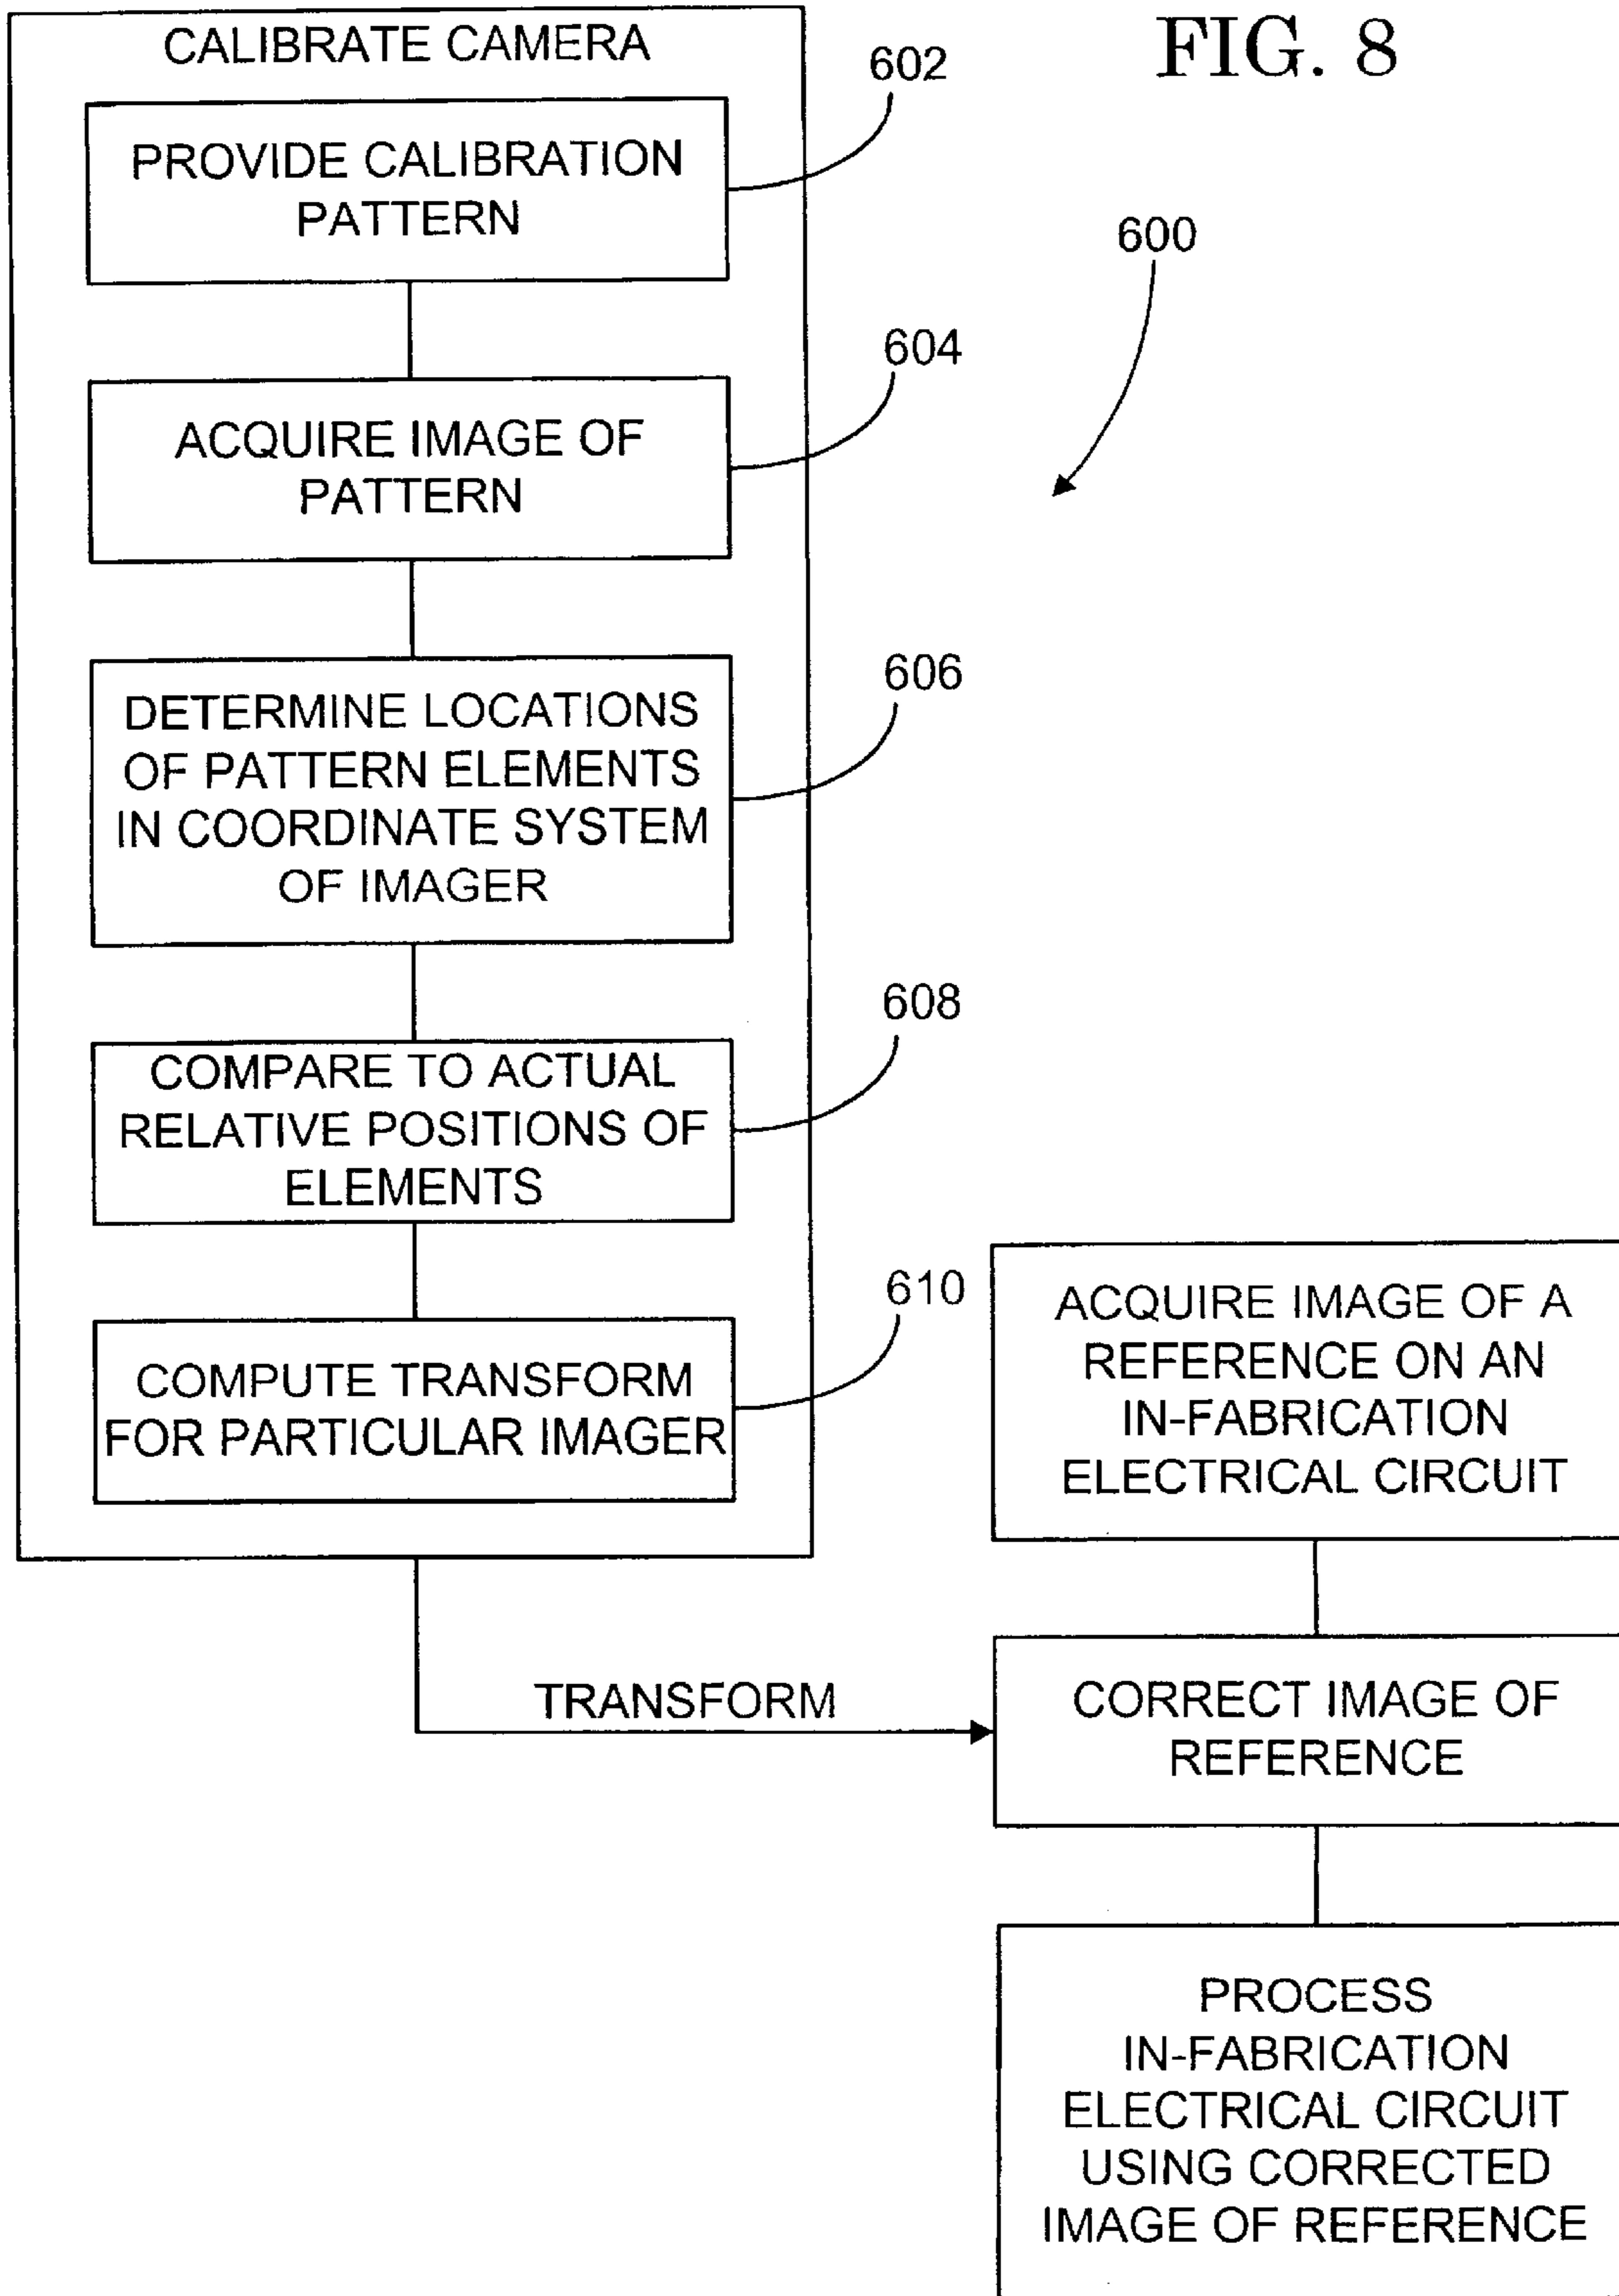 FIG. 8
CALIBRATE CAMERA
602
PROVIDE CALIBRATION
PATTERN
600
604
ACQUIRE IMAGE OF
PATTERN
606
DETERMINE LOCATIONS
OF PATTERN ELEMENTS
IN COORDINATE SYSTEM
OF IMAGER
608
COMPARE TO ACTUAL
RELATIVE POSITIONS OF
ELEMENTS
610
COMPUTE TRANSFORM
FOR PARTICULAR IMAGER
ACQUIRE IMAGE OF A
REFERENCE ON AN
IN-FABRICATION
ELECTRICAL CIRCUIT
TRANSFORM
CORRECT IMAGE OF
REFERENCE
PROCESS
IN-FABRICATION
ELECTRICAL CIRCUIT
USING CORRECTED
IMAGE OF REFERENCE